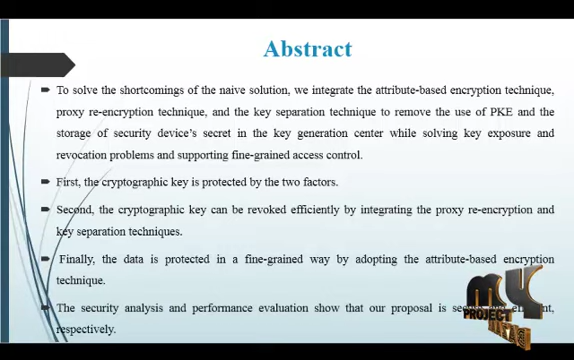 Abstract
To solve the shortcomings of the naive solution, we integrate the attribute-based encryption technique,
proxy re-encryption technique, and the key separation technique to remove the use of PKE and the
storage of security device's secret in the key generation center while solving key exposure and
revocation problems and supporting fine-grained access control.
First, the cryptographic key is protected by the two factors.
Second, the cryptographic key can be revoked efficiently by integrating the proxy re-encryption and
key separation techniques.
Finally, the data is protected in a fine-grained way by adopting the attribute-based encryption
technique.
The security analysis and performance evaluation show that our proposal is
respectively.
MY
PROJECT